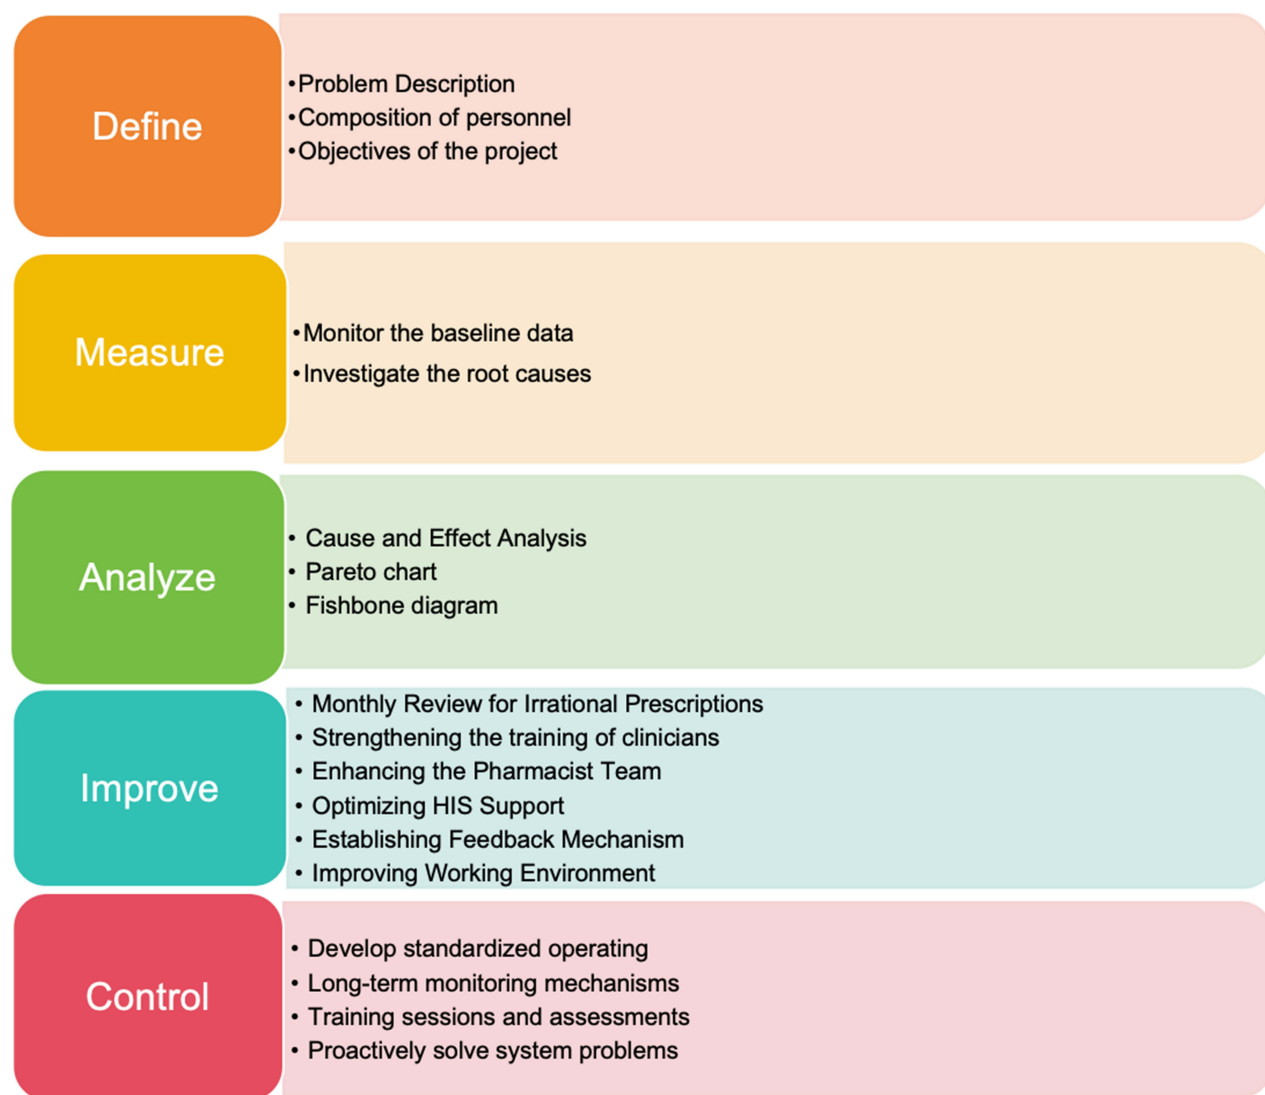 Define
•Problem Description
•Composition of personnel
•Objectives of the project
Measure
•Monitor the baseline data
•Investigate the root causes
Analyze
• Cause and Effect Analysis
• Pareto chart
• Fishbone diagram
Improve
• Monthly Review for Irrational Prescriptions
• Strengthening the training of clinicians
• Enhancing the Pharmacist Team
• Optimizing HIS Support
• Establishing Feedback Mechanism
• Improving Working Environment
Control
• Develop standardized operating
• Long-term monitoring mechanisms
• Training sessions and assessments
• Proactively solve system problems